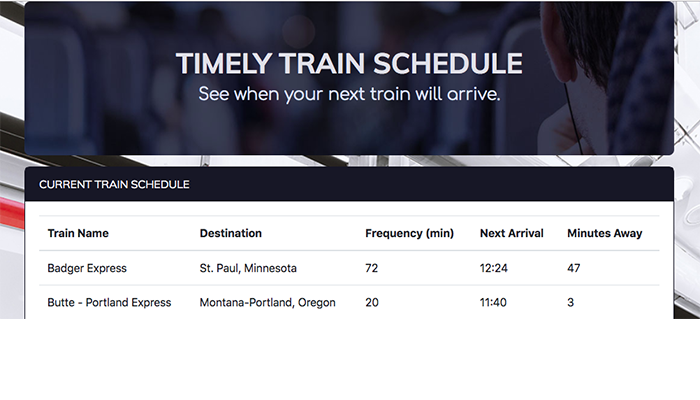 TIMELY TRAIN SCHEDULE
See when your next train will arrive.
CURRENT TRAIN SCHEDULE
Train Name Destination Frequency (min) Next Arrival Minutes Away
Badger Express St. Paul, Minnesota 72 12:24 47
Butte - Portland Express Montana-Portland, Oregon 20 11:40 3